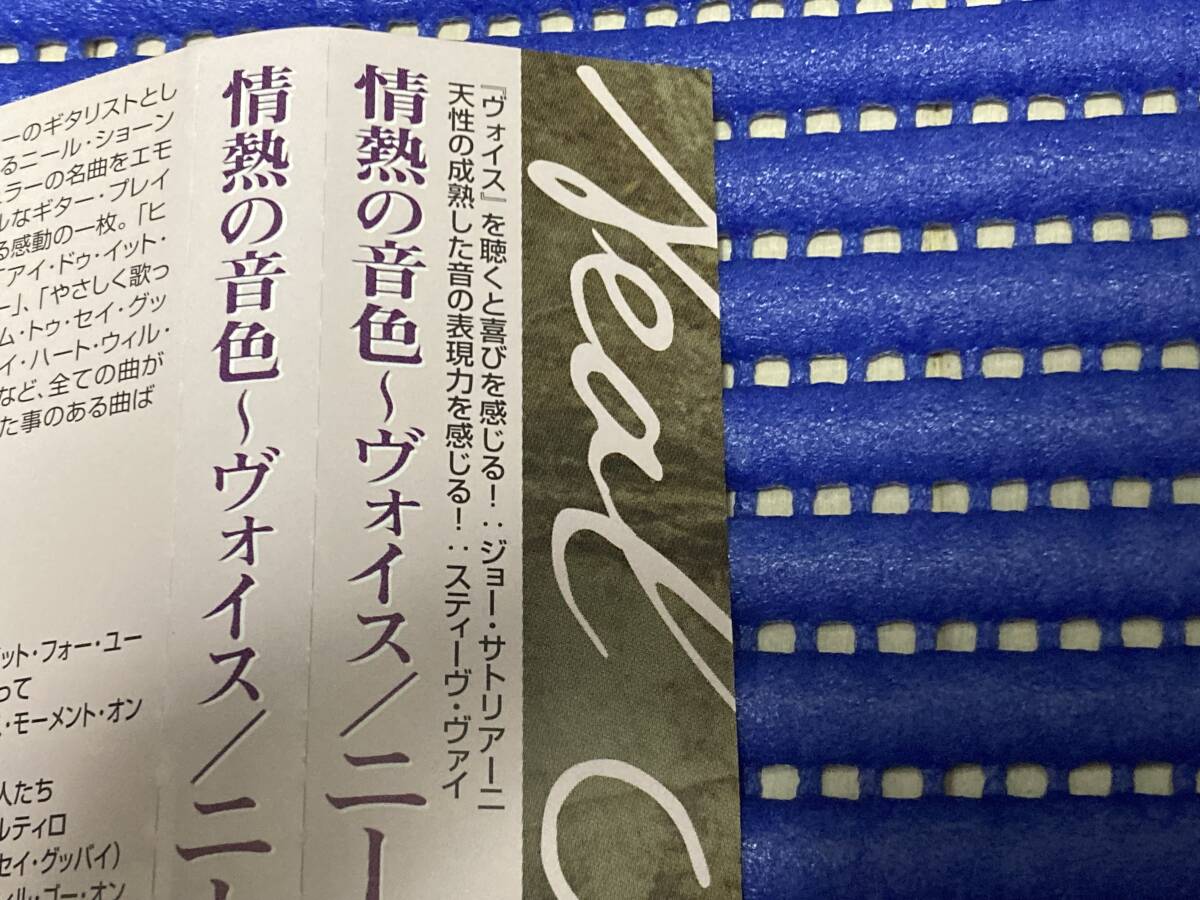 Neal
『ヴォイス』を聴くと喜びを感じる!:ジョー・サトリアーニ
天性の成熟した音の表現力を感じる!:スティーヴ・ヴァイ
情熱の音色〜ヴォイス/ニー
情熱の音色〜ヴォイス/ニー
ーのギタリストとし
るニール・ショーン
ュラーの名曲をエモ
ルなギター・プレイ
る感動の一枚。「ヒ
「アイ・ドゥ・イット・
ー」、「やさしく歌っ
ム・トゥ・セイ・グッ
イ・ハート・ウィル・
など、全ての曲が
た事のある曲ば
ット・フォー・ユー
って
・モーメント・オン
人たち
ルティロ
セイ・グッバイ)
ィル・ゴー・オン